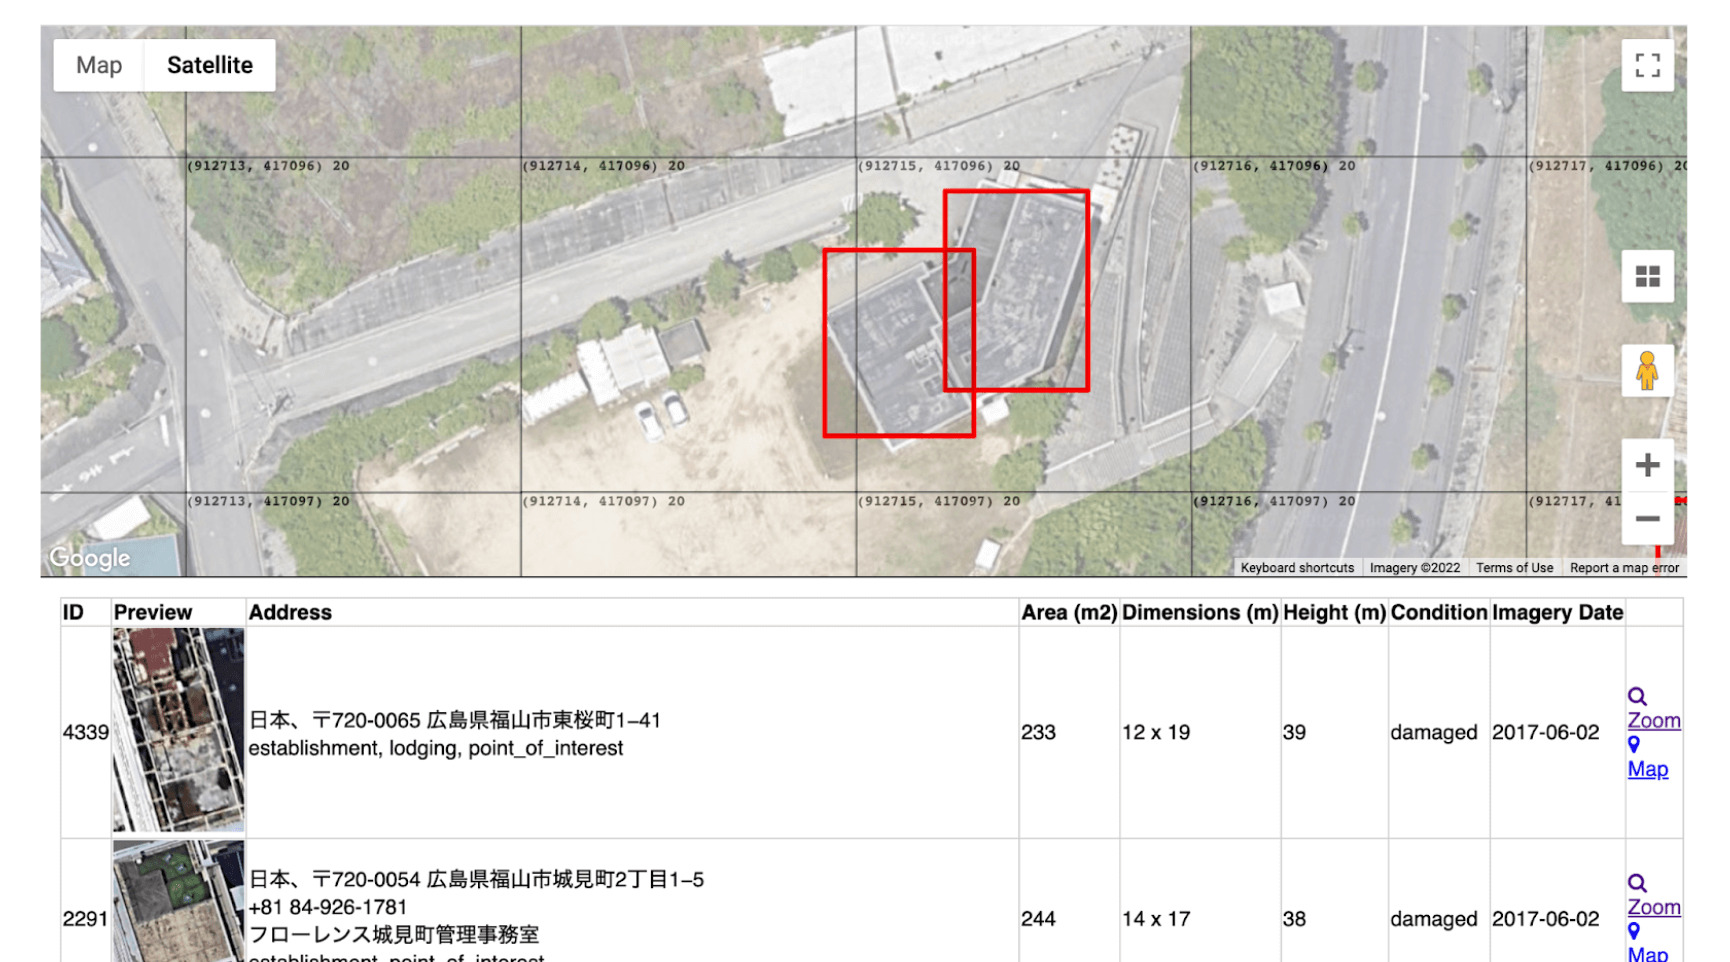 Map Satellite
(912713, 417096) 20 (912714, 417096) 20 (912715, 417096) 20 (912716, 417096) 20 (912717, 417096) 20
(912713, 417097) 20 (912714, 417097) 20 (912715, 417097) 20 (912716, 417097) 20 (912717, 41
Google
Keyboard shortcuts Imagery ©2022 Terms of Use Report a map error
ID Preview Address Area (m2) Dimensions (m) Height (m) Condition Imagery Date
4339 日本、〒720-0065 広島県福山市東桜町1−41
establishment, lodging, point_of_interest
233 12 x 19 39 damaged 2017-06-02
Zoom
Map
2291 日本、〒720-0054 広島県福山市城見町2丁目1−5
+81 84-926-1781
フローレンス城見町管理事務室
establishment, point_of_interest
244 14 x 17 38 damaged 2017-06-02
Zoom
Map